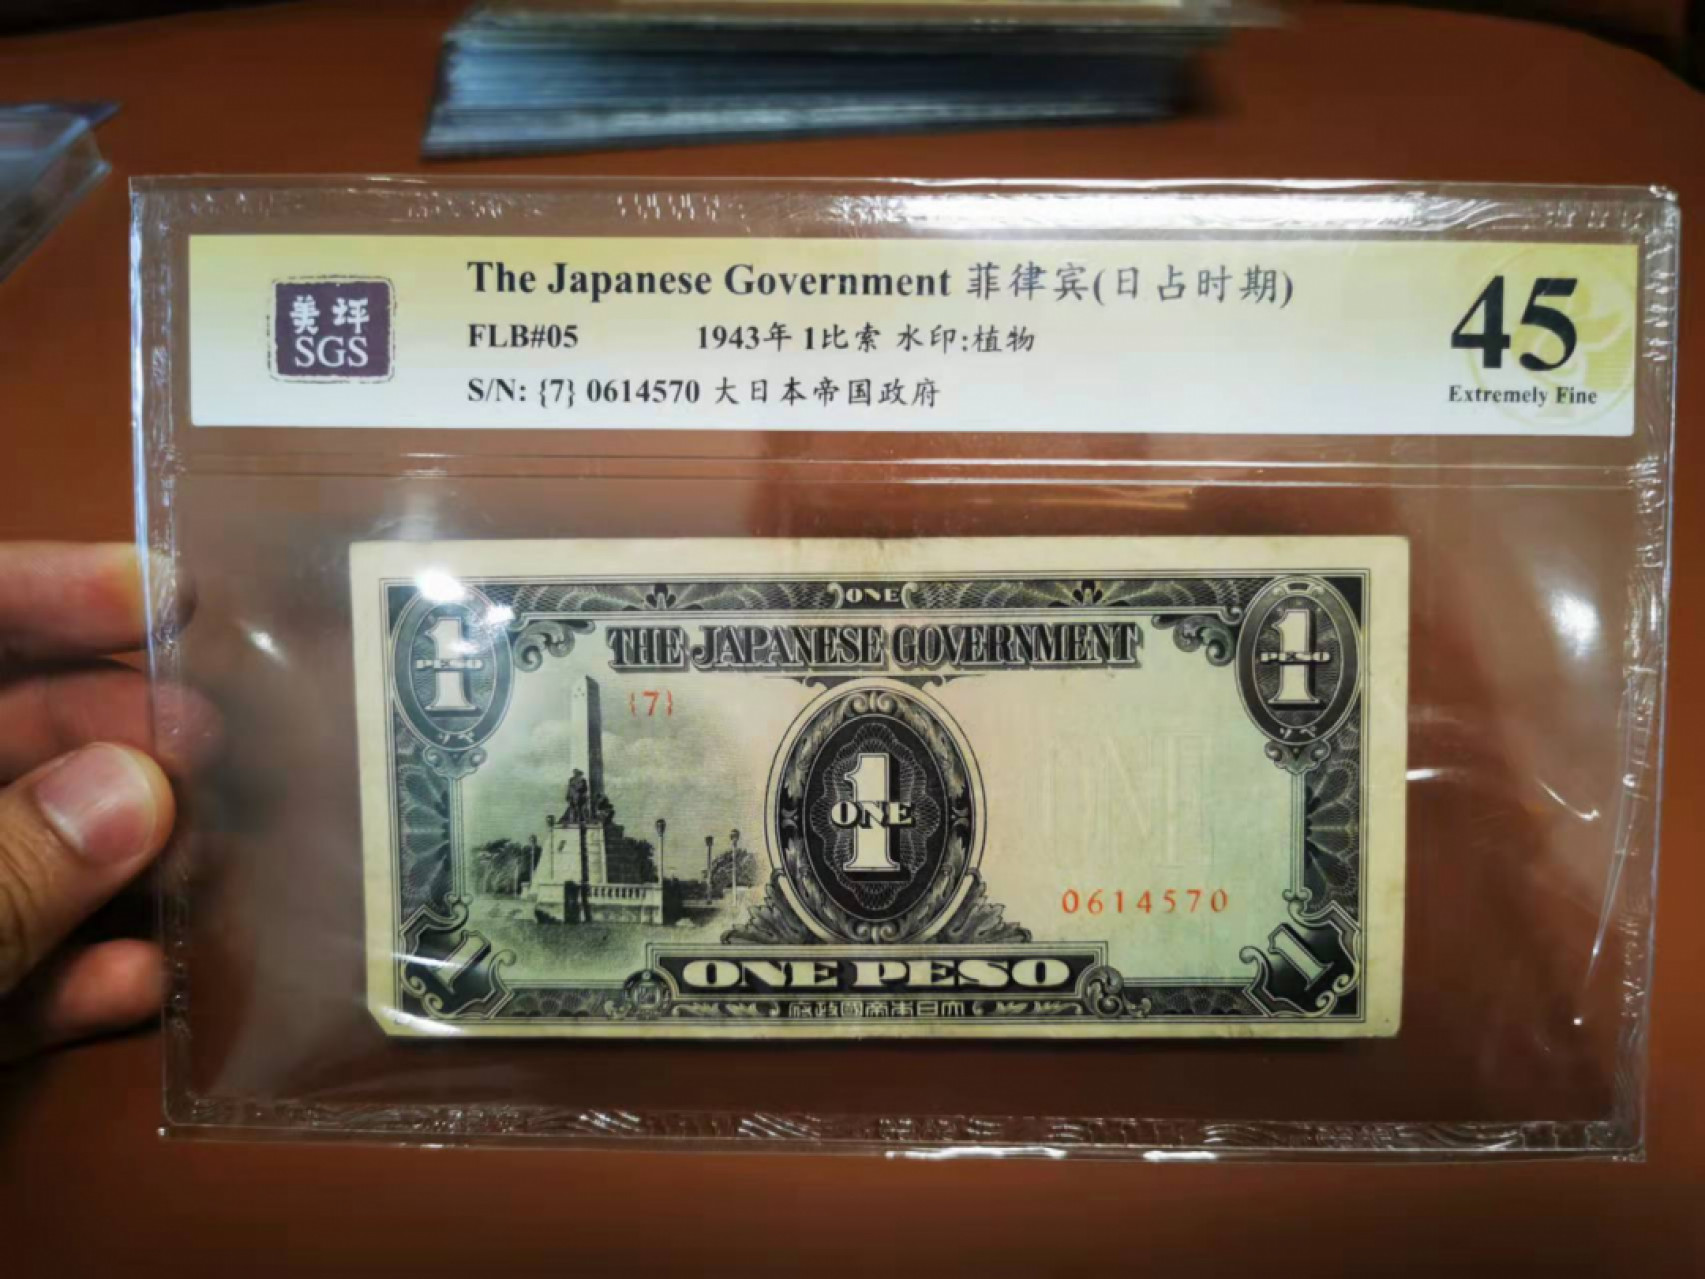 美坪
SGS
The Japanese Government 菲律宾(日占时期)
FLB#05 1943年 1比索 水印:植物
S/N: {7} 0614570 大日本帝国政府
45
Extremely Fine
ONE
1
PESO
THE JAPANESE GOVERNMENT
1
PESO
{7}
1
ONE
ONE
0614570
1
ONE PESO
1
府政國帝本日大